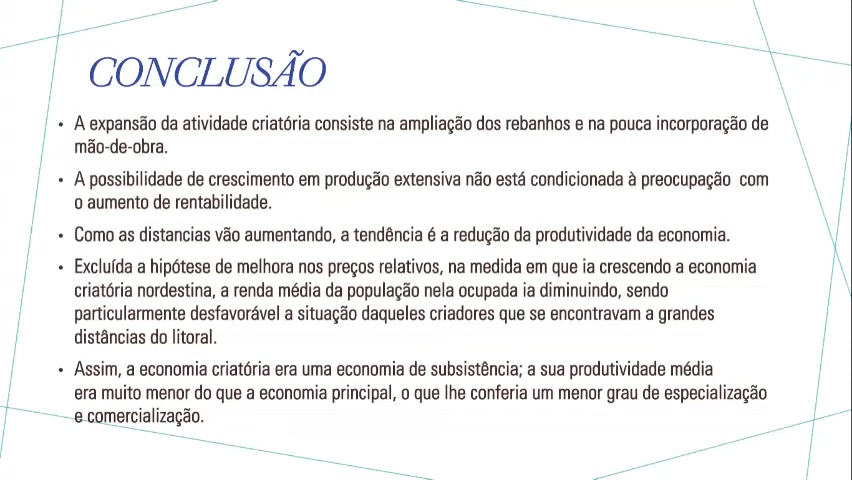 CONCLUSÃO
• A expansão da atividade criatória consiste na ampliação dos rebanhos e na pouca incorporação de
mão-de-obra.
• A possibilidade de crescimento em produção extensiva não está condicionada à preocupação com
o aumento de rentabilidade.
• Como as distancias vão aumentando, a tendência é a redução da produtividade da economia.
• Excluída a hipótese de melhora nos preços relativos, na medida em que ia crescendo a economia
criatória nordestina, a renda média da população nela ocupada ia diminuindo, sendo
particularmente desfavorável a situação daqueles criadores que se encontravam a grandes
distâncias do litoral.
• Assim, a economia criatória era uma economia de subsistência; a sua produtividade média
era muito menor do que a economia principal, o que lhe conferia um menor grau de especialização
e comercialização.